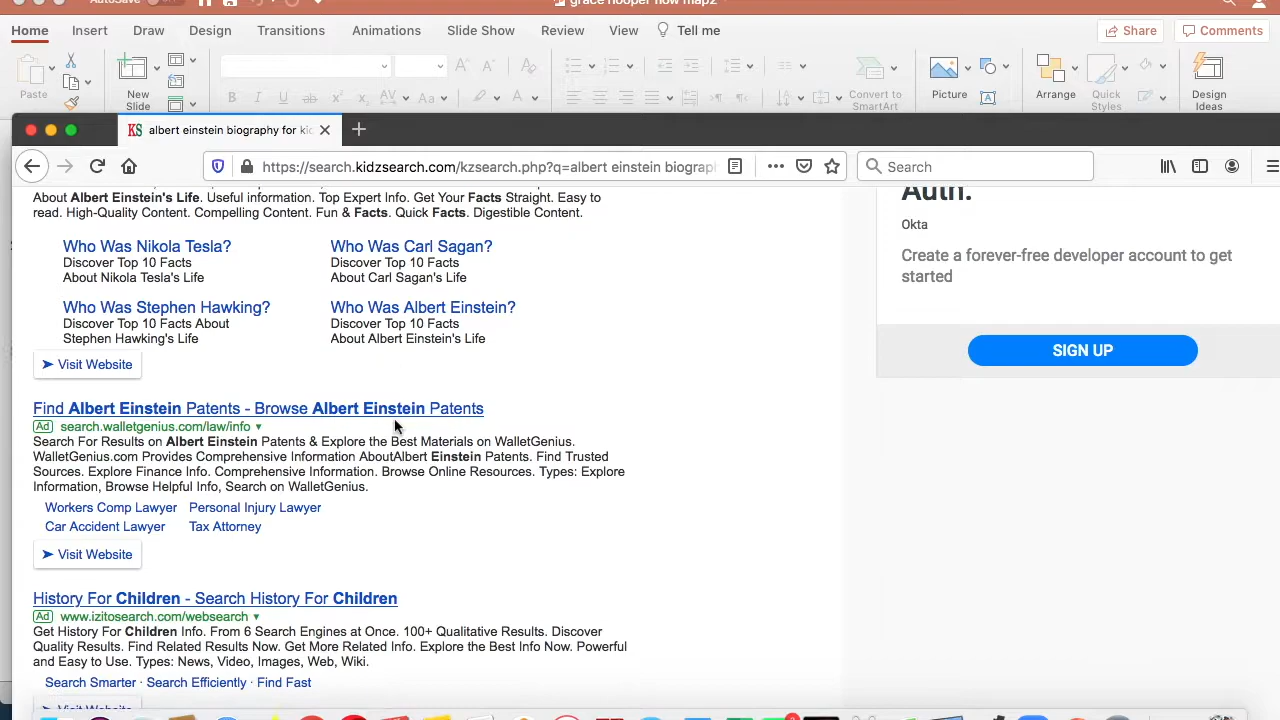 AutoSave
grace hopper now map2
Home Insert Draw Design Transitions Animations Slide Show Review View Tell me Share Comments
Paste New Slide Convert to SmartArt Picture Arrange Quick Styles Design Ideas
KS albert einstein biography for kid
https://search.kidzsearch.com/kzsearch.php?q=albert einstein biograph Search
About Albert Einstein's Life. Useful information. Top Expert Info. Get Your Facts Straight. Easy to
read. High-Quality Content. Compelling Content. Fun & Facts. Quick Facts. Digestible Content.
Who Was Nikola Tesla?
Discover Top 10 Facts
About Nikola Tesla's Life
Who Was Carl Sagan?
Discover Top 10 Facts
About Carl Sagan's Life
Who Was Stephen Hawking?
Discover Top 10 Facts About
Stephen Hawking's Life
Who Was Albert Einstein?
Discover Top 10 Facts
About Albert Einstein's Life
Visit Website
Find Albert Einstein Patents - Browse Albert Einstein Patents
Ad search.walletgenius.com/law/info
Search For Results on Albert Einstein Patents & Explore the Best Materials on WalletGenius.
WalletGenius.com Provides Comprehensive Information AboutAlbert Einstein Patents. Find Trusted
Sources. Explore Finance Info. Comprehensive Information. Browse Online Resources. Types: Explore
Information, Browse Helpful Info, Search on WalletGenius.
Workers Comp Lawyer Personal Injury Lawyer
Car Accident Lawyer Tax Attorney
Visit Website
History For Children - Search History For Children
Ad www.izitosearch.com/websearch
Get History For Children Info. From 6 Search Engines at Once. 100+ Qualitative Results. Discover
Quality Results. Find Related Results Now. Get More Related Info. Explore the Best Info Now. Powerful
and Easy to Use. Types: News, Video, Images, Web, Wiki.
Search Smarter · Search Efficiently · Find Fast
Visit Website
Auth.
Okta
Create a forever-free developer account to get
started
SIGN UP